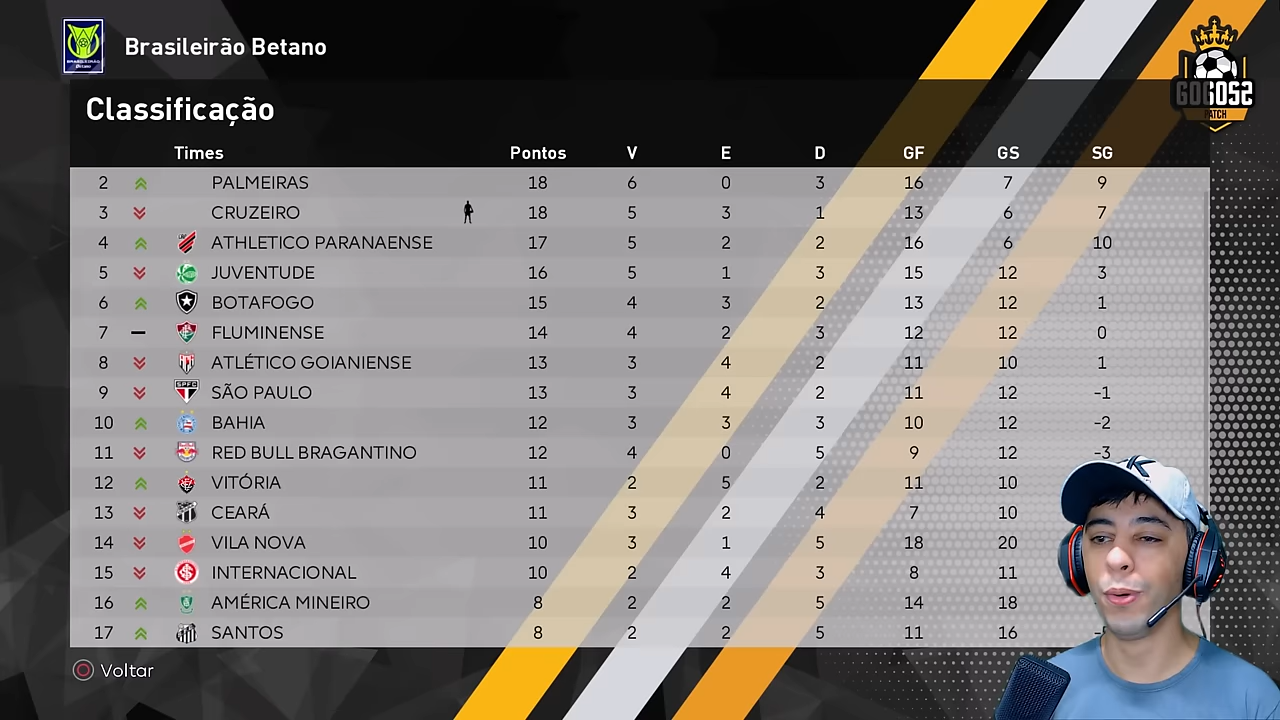 Brasileirão Betano
GOGOS2
PATCH
Classificação
Times Pontos V E D GF GS SG
2 PALMEIRAS 18 6 0 3 16 7 9
3 CRUZEIRO 18 5 3 1 13 6 7
4 ATHLETICO PARANAENSE 17 5 2 2 16 6 10
5 JUVENTUDE 16 5 1 3 15 12 3
6 BOTAFOGO 15 4 3 2 13 12 1
7 FLUMINENSE 14 4 2 3 12 12 0
8 ATLÉTICO GOIANIENSE 13 3 4 2 11 10 1
9 SÃO PAULO 13 3 4 2 11 12 -1
10 BAHIA 12 3 3 3 10 12 -2
11 RED BULL BRAGANTINO 12 4 0 5 9 12 -3
12 VITÓRIA 11 2 5 2 11 10
13 CEARÁ 11 3 2 4 7 10
14 VILA NOVA 10 3 1 5 18 20
15 INTERNACIONAL 10 2 4 3 8 11
16 AMÉRICA MINEIRO 8 2 2 5 14 18
17 SANTOS 8 2 2 5 11 16
Voltar